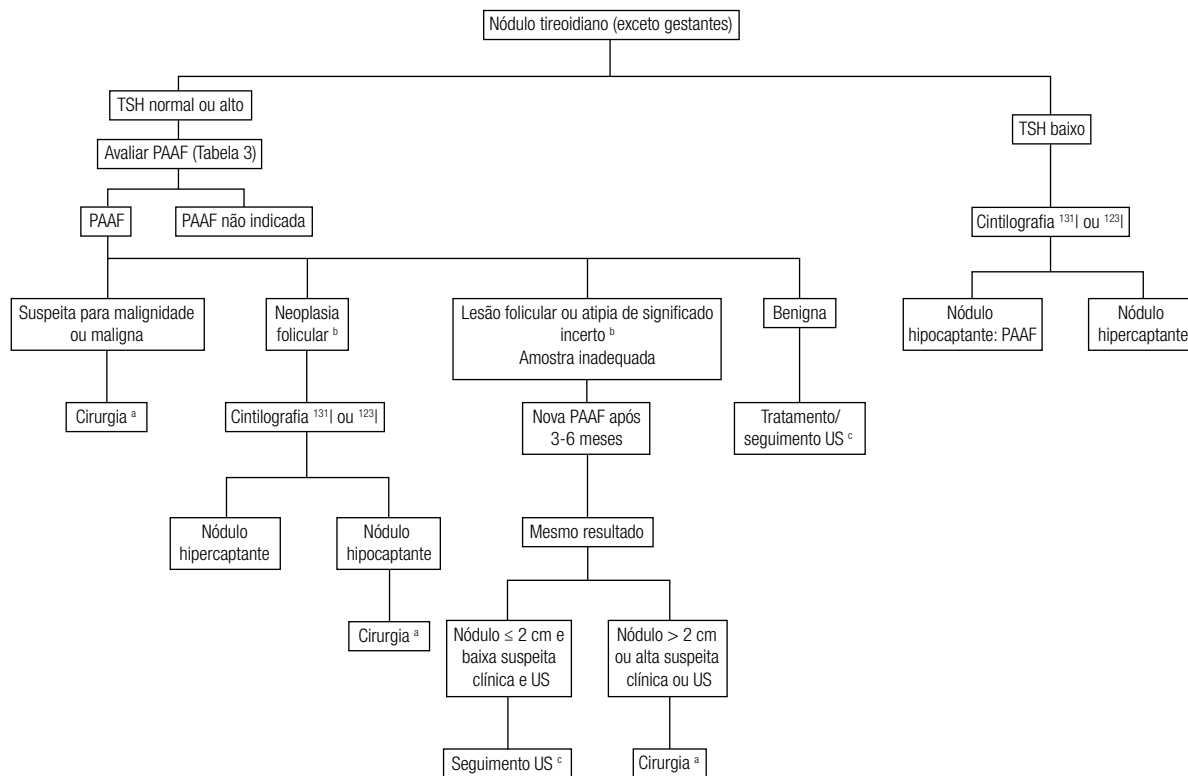 Nódulo tireoidiano (exceto gestantes)
TSH normal ou alto
TSH baixo
Avaliar PAAF (Tabela 3)
PAAF
PAAF não indicada
Cintilografia ¹³¹I ou ¹²³I
Suspeita para malignidade
ou maligna
Neoplasia
folicular ᵇ
Lesão folicular ou atipia de significado
incerto ᵇ
Amostra inadequada
Benigna
Nódulo
hipocaptante: PAAF
Nódulo
hipercaptante
Cirurgia ᵃ
Cintilografia ¹³¹I ou ¹²³I
Nova PAAF após
3-6 meses
Tratamento/
seguimento US ᶜ
Nódulo
hipercaptante
Nódulo
hipocaptante
Mesmo resultado
Cirurgia ᵃ
Nódulo ≤ 2 cm e
baixa suspeita
clínica e US
Nódulo > 2 cm
ou alta suspeita
clínica ou US
Seguimento US ᶜ
Cirurgia ᵃ